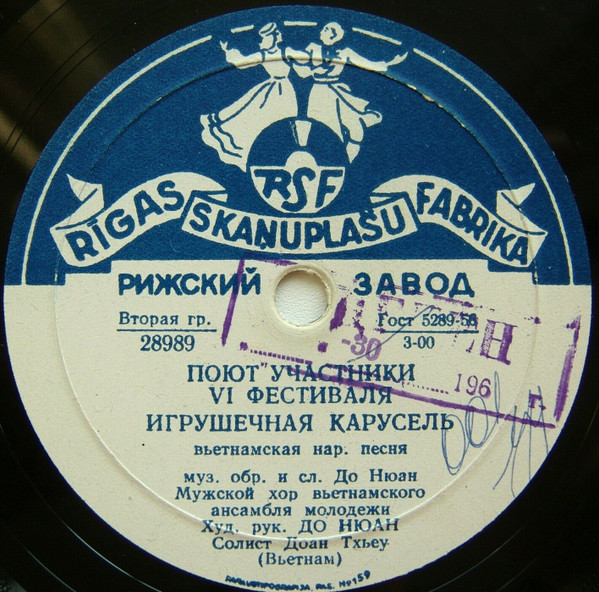 RSF
RĪGAS SKAŅUPLAŠU FABRIKA
РИЖСКИЙ ЗАВОД
Вторая гр. Гост 5289-56
28989 3-00
-30
196 г.
ПОЮТ УЧАСТНИКИ
VI ФЕСТИВАЛЯ
ИГРУШЕЧНАЯ КАРУСЕЛЬ
вьетнамская нар. песня
муз. обр. и сл. До Нюан
Мужской хор вьетнамского
ансамбля молодежи
Худ. рук. ДО НЮАН
Солист Доан Тхьеу
(Вьетнам)